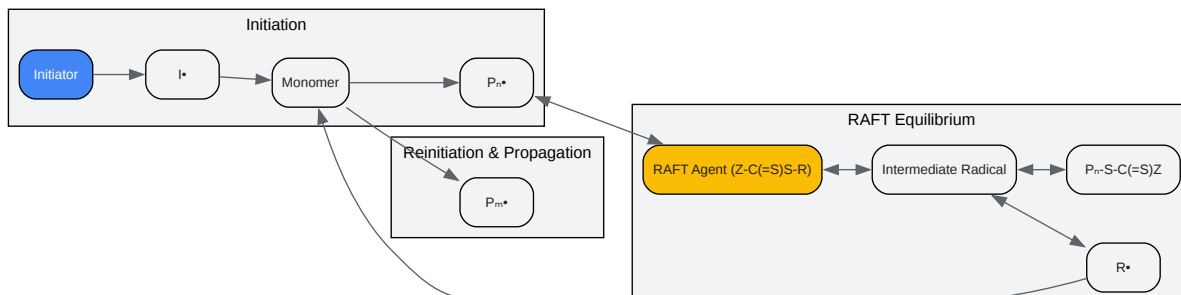 Initiation
Initiator
I•
Monomer
Pₙ•
Reinitiation & Propagation
Pₘ•
RAFT Equilibrium
RAFT Agent (Z-C(=S)S-R)
Intermediate Radical
Pₙ-S-C(=S)Z
R•